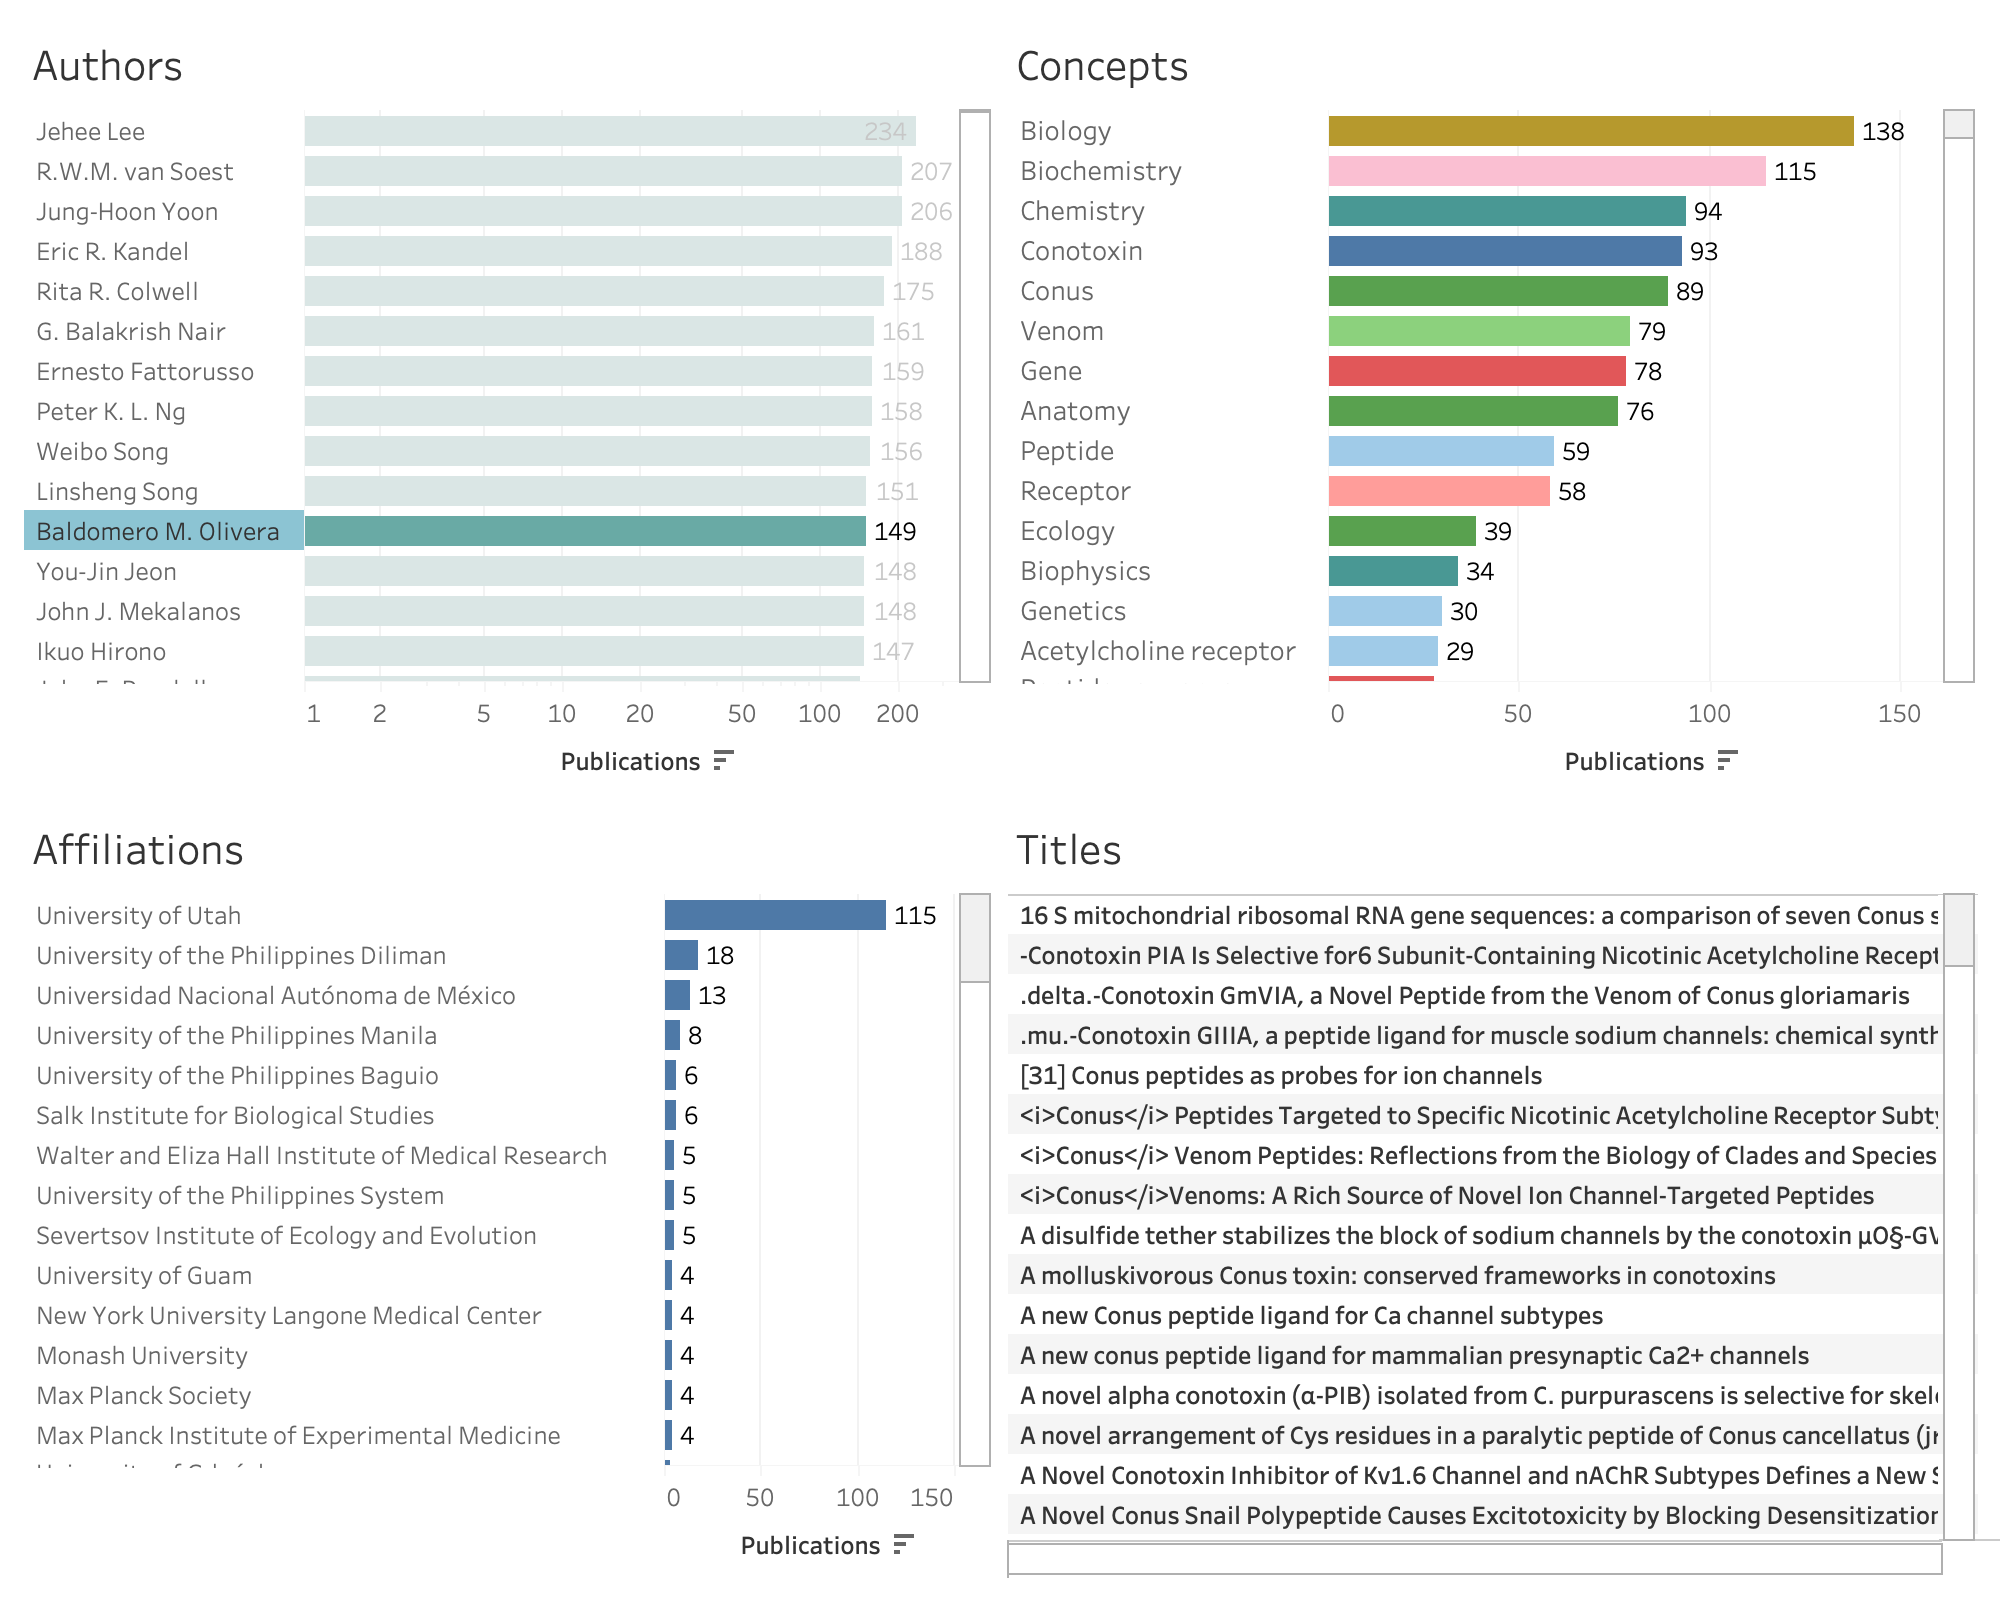 Authors
Jehee Lee 234
R.W.M. van Soest 207
Jung-Hoon Yoon 206
Eric R. Kandel 188
Rita R. Colwell 175
G. Balakrish Nair 161
Ernesto Fattorusso 159
Peter K. L. Ng 158
Weibo Song 156
Linsheng Song 151
Baldomero M. Olivera 149
You-Jin Jeon 148
John J. Mekalanos 148
Ikuo Hirono 147
1 2 5 10 20 50 100 200
Publications
Concepts
Biology 138
Biochemistry 115
Chemistry 94
Conotoxin 93
Conus 89
Venom 79
Gene 78
Anatomy 76
Peptide 59
Receptor 58
Ecology 39
Biophysics 34
Genetics 30
Acetylcholine receptor 29
0 50 100 150
Publications
Affiliations
University of Utah 115
University of the Philippines Diliman 18
Universidad Nacional Autónoma de México 13
University of the Philippines Manila 8
University of the Philippines Baguio 6
Salk Institute for Biological Studies 6
Walter and Eliza Hall Institute of Medical Research 5
University of the Philippines System 5
Severtsov Institute of Ecology and Evolution 5
University of Guam 4
New York University Langone Medical Center 4
Monash University 4
Max Planck Society 4
Max Planck Institute of Experimental Medicine 4
0 50 100 150
Publications
Titles
16 S mitochondrial ribosomal RNA gene sequences: a comparison of seven Conus s
-Conotoxin PIA Is Selective for6 Subunit-Containing Nicotinic Acetylcholine Recept
.delta.-Conotoxin GmVIA, a Novel Peptide from the Venom of Conus gloriamaris
.mu.-Conotoxin GIIIA, a peptide ligand for muscle sodium channels: chemical synth
[31] Conus peptides as probes for ion channels
<i>Conus</i> Peptides Targeted to Specific Nicotinic Acetylcholine Receptor Subty
<i>Conus</i> Venom Peptides: Reflections from the Biology of Clades and Species
<i>Conus</i>Venoms: A Rich Source of Novel Ion Channel-Targeted Peptides
A disulfide tether stabilizes the block of sodium channels by the conotoxin μO§-GV
A molluskivorous Conus toxin: conserved frameworks in conotoxins
A new Conus peptide ligand for Ca channel subtypes
A new conus peptide ligand for mammalian presynaptic Ca2+ channels
A novel alpha conotoxin (α-PIB) isolated from C. purpurascens is selective for skel
A novel arrangement of Cys residues in a paralytic peptide of Conus cancellatus (jr
A Novel Conotoxin Inhibitor of Kv1.6 Channel and nAChR Subtypes Defines a New S
A Novel Conus Snail Polypeptide Causes Excitotoxicity by Blocking Desensitization